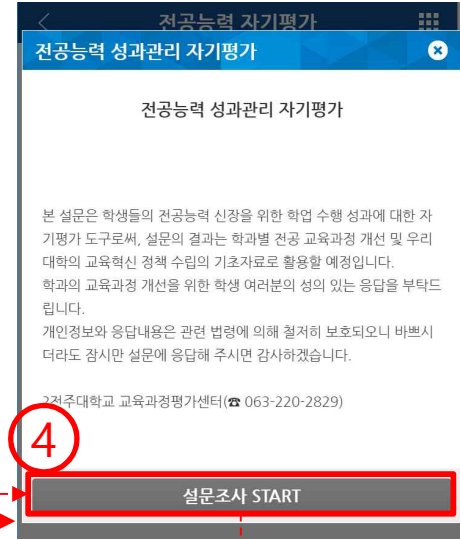 전공능력 자기평가
전공능력 성과관리 자기평가
전공능력 성과관리 자기평가
본 설문은 학생들의 전공능력 신장을 위한 학업 수행 성과에 대한 자
기평가 도구로써, 설문의 결과는 학과별 전공 교육과정 개선 및 우리
대학의 교육혁신 정책 수립의 기초자료로 활용할 예정입니다.
학과의 교육과정 개선을 위한 학생 여러분의 성의 있는 응답을 부탁드
립니다.
개인정보와 응답내용은 관련 법령에 의해 철저히 보호되오니 바쁘시
더라도 잠시만 설문에 응답해 주시면 감사하겠습니다.
?전주대학교 교육과정평가센터(☎ 063-220-2829)
4
설문조사 START